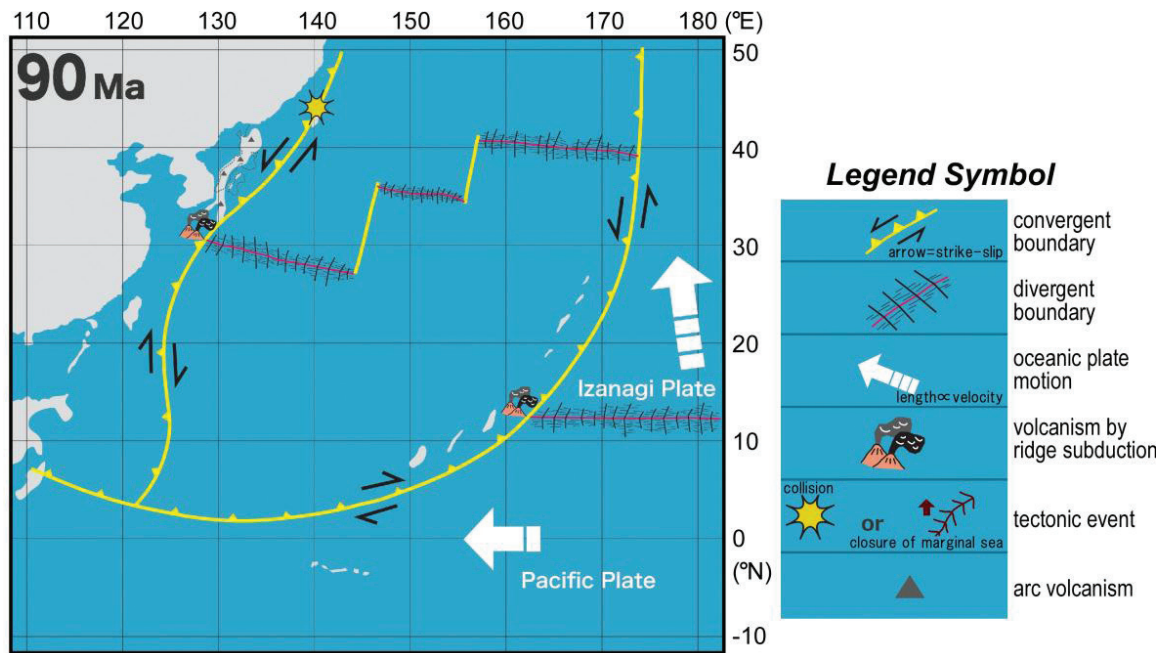 110 120 130 140 150 160 170 180 (ºE)
90 Ma
50
40
30
20
10
0
(ºN)
-10
Izanagi Plate
Pacific Plate
Legend Symbol
convergent
boundary
arrow=strike-slip
divergent
boundary
oceanic plate
motion
length∝velocity
volcanism by
ridge subduction
collision
or
closure of marginal sea
tectonic event
arc volcanism